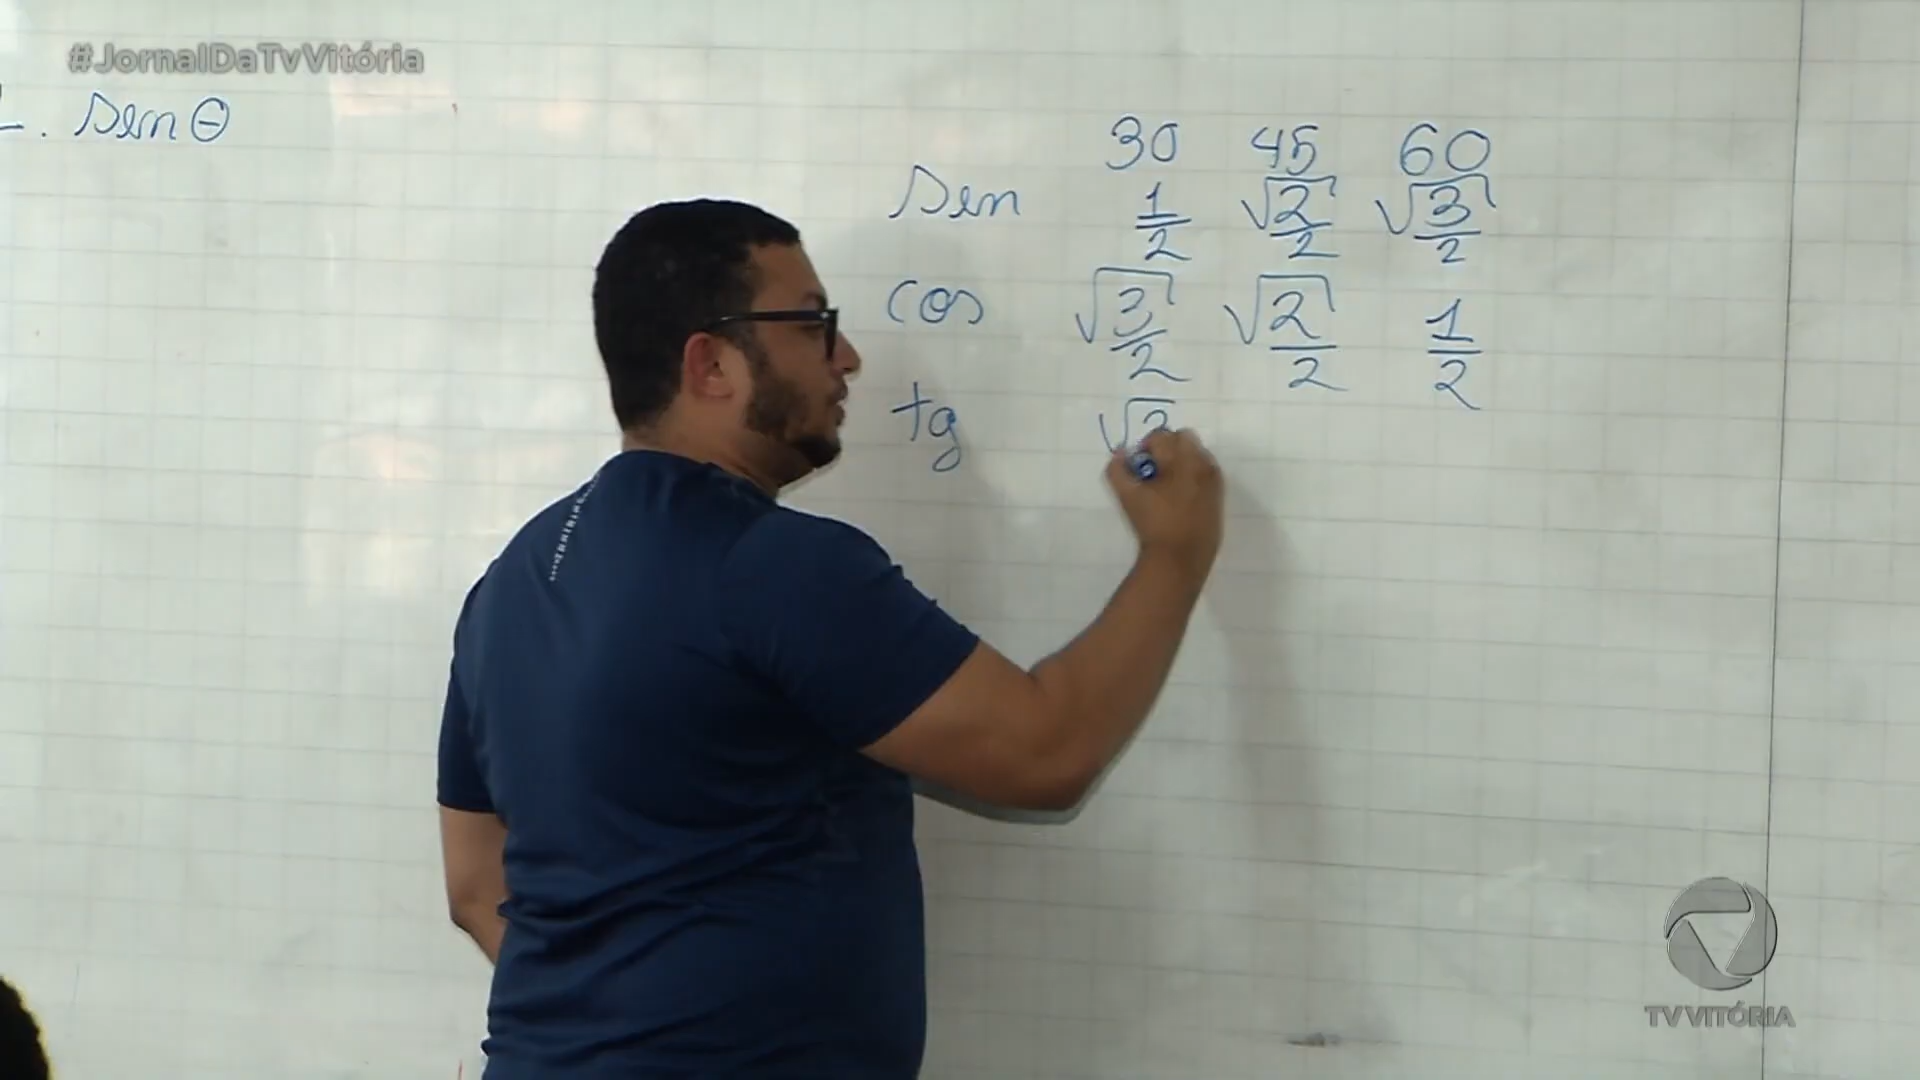 #JornalDaTvVitória
. sen θ
30 45 60
sen 1/2 √2/2 √3/2
cos √3/2 √2/2 1/2
tg √3
TV VITÓRIA